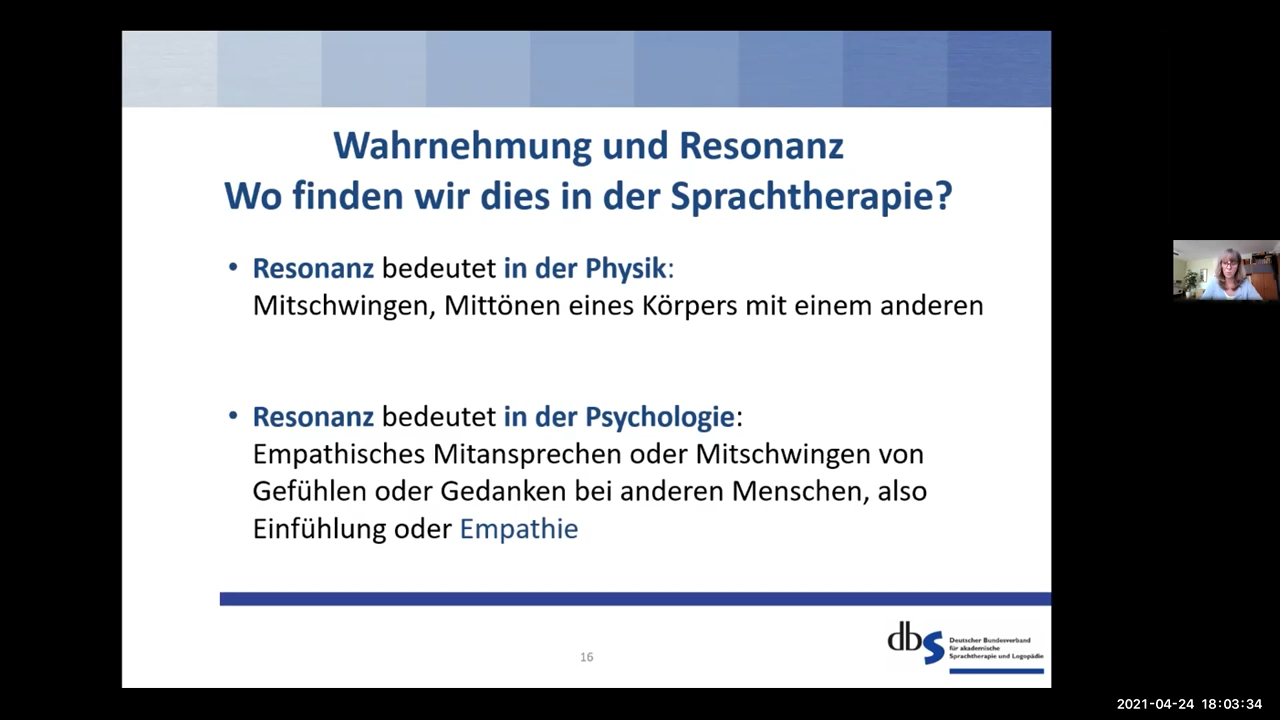 Wahrnehmung und Resonanz
Wo finden wir dies in der Sprachtherapie?
• Resonanz bedeutet in der Physik:
Mitschwingen, Mittönen eines Körpers mit einem anderen
• Resonanz bedeutet in der Psychologie:
Empathisches Mitansprechen oder Mitschwingen von
Gefühlen oder Gedanken bei anderen Menschen, also
Einfühlung oder Empathie
16
dbs
Deutscher Bundesverband
für akademische
Sprachtherapie und Logopädie
2021-04-24 18:03:34